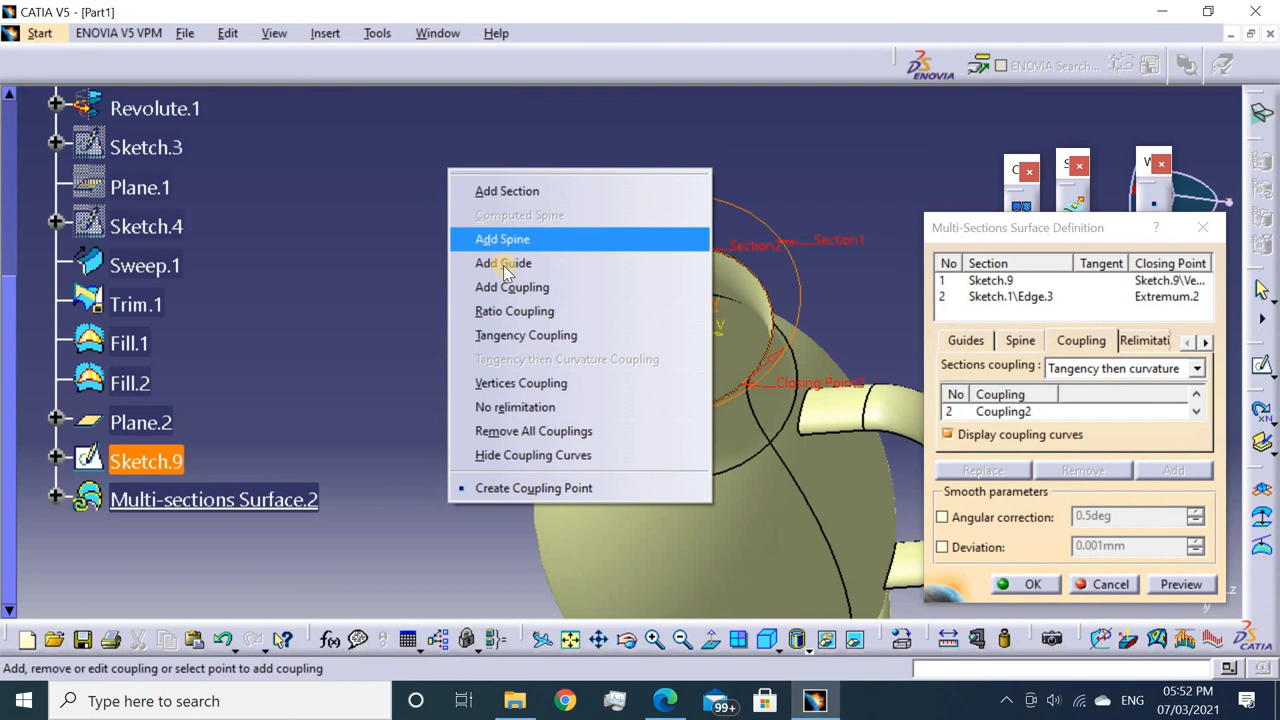 CATIA V5 - [Part1]
Start ENOVIA V5 VPM File Edit View Insert Tools Window Help
ENOVIA
ENOVIA Search...
Revolute.1
Sketch.3
Plane.1
Sketch.4
Sweep.1
Trim.1
Fill.1
Fill.2
Plane.2
Sketch.9
Multi-sections Surface.2
Add Section
Computed Spine
Add Spine
Add Guide
Add Coupling
Ratio Coupling
Tangency Coupling
Tangency then Curvature Coupling
Vertices Coupling
No relimitation
Remove All Couplings
Hide Coupling Curves
Create Coupling Point
Section2 Section1
V
Closing Point2
C S W
Multi-Sections Surface Definition ?
No Section Tangent Closing Point
1 Sketch.9 Sketch.9\Ve...
2 Sketch.1\Edge.3 Extremum.2
Guides Spine Coupling Relimitati
Sections coupling : Tangency then curvature
No Coupling
2 Coupling2
Display coupling curves
Replace Remove Add
Smooth parameters
Angular correction: 0.5deg
Deviation: 0.001mm
OK Cancel Preview
z
y
f(x)
CATIA
Add, remove or edit coupling or select point to add coupling
Type here to search
99+
ENG
05:52 PM
07/03/2021